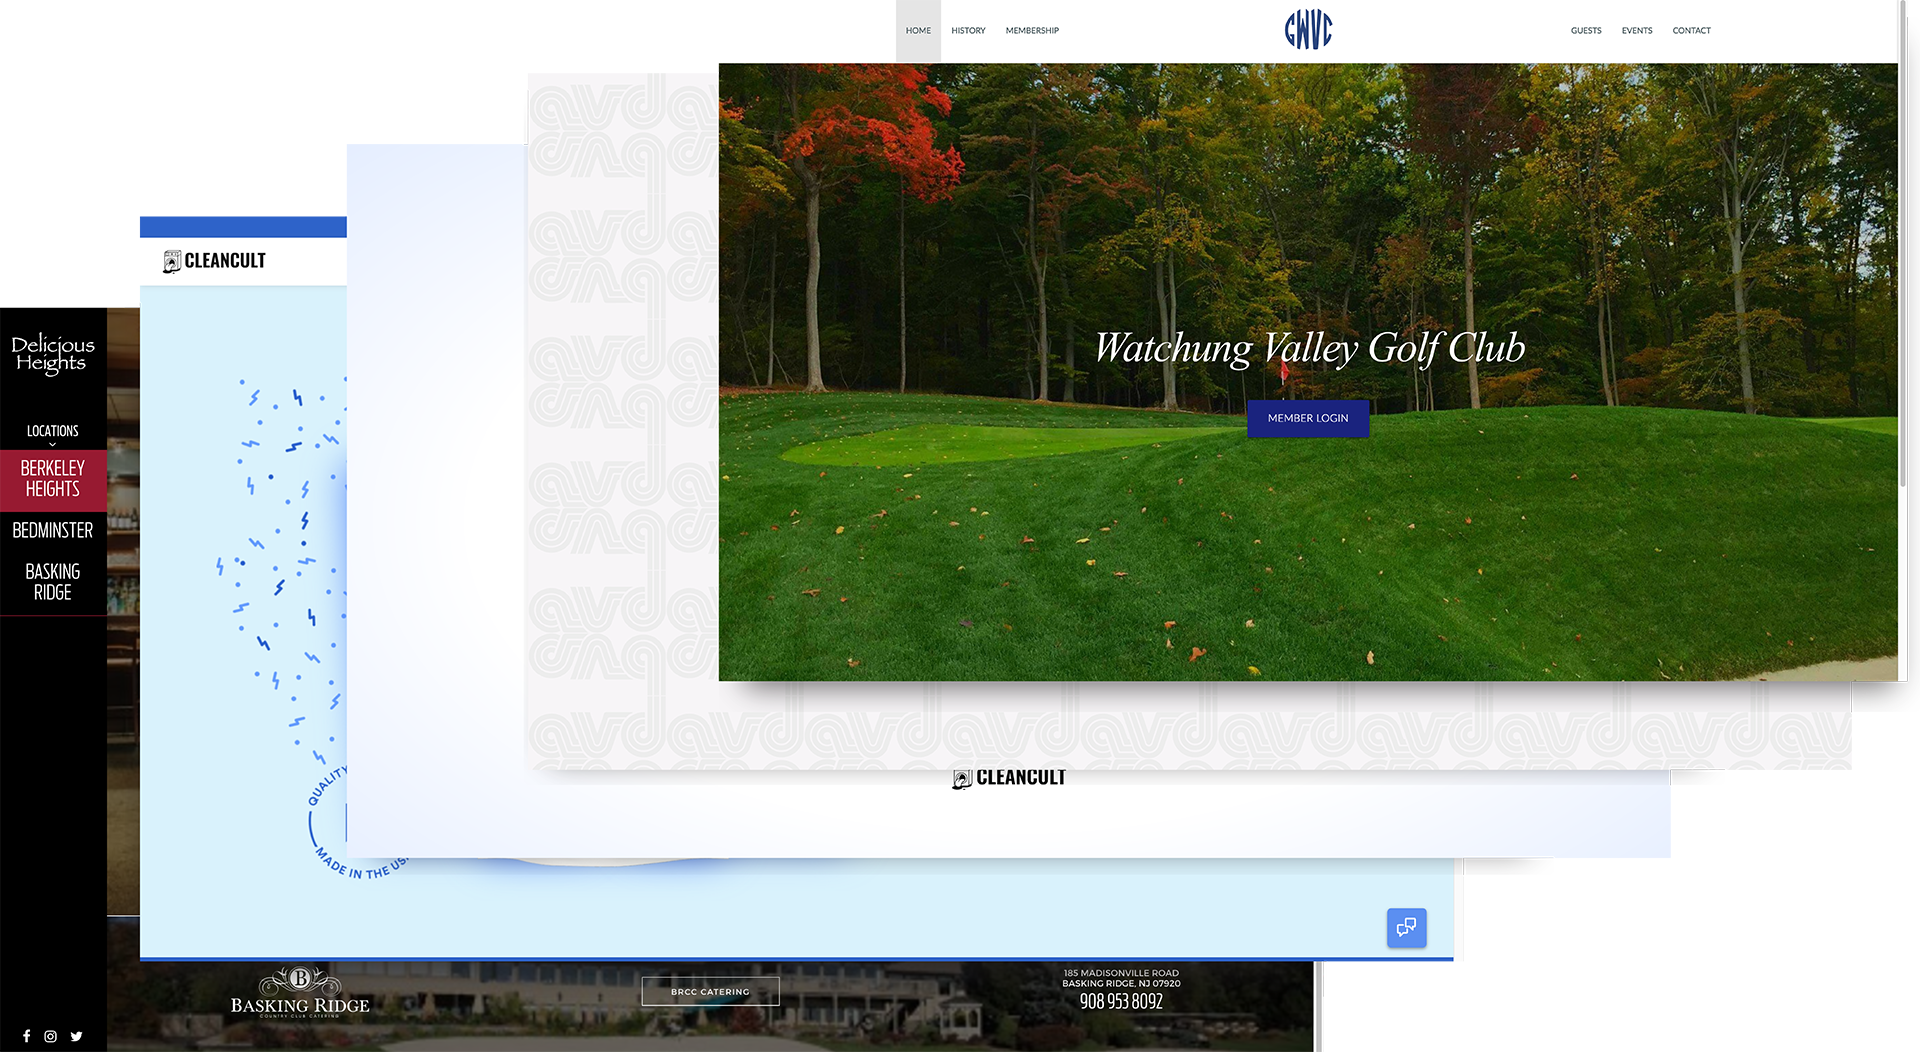 HOME
HISTORY
MEMBERSHIP
GWVC
GUESTS
EVENTS
CONTACT
Watchung Valley Golf Club
MEMBER LOGIN
CLEANCULT
Delicious
Heights
LOCATIONS
BERKELEY
HEIGHTS
BEDMINSTER
BASKING
RIDGE
QUALITY
MADE IN THE US
CLEANCULT
B
BASKING RIDGE
COUNTRY CLUB CATERING
BRCC CATERING
185 MADISONVILLE ROAD
BASKING RIDGE, NJ 07920
908 953 8092